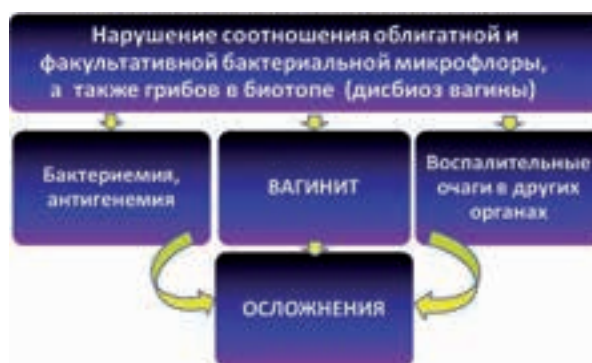 Нарушение соотношения облигатной и
факультативной бактериальной микрофлоры,
а также грибов в биотопе (дисбиоз вагины)
Бактериемия,
антигенемия
ВАГИНИТ
Воспалительные
очаги в других
органах
ОСЛОЖНЕНИЯ